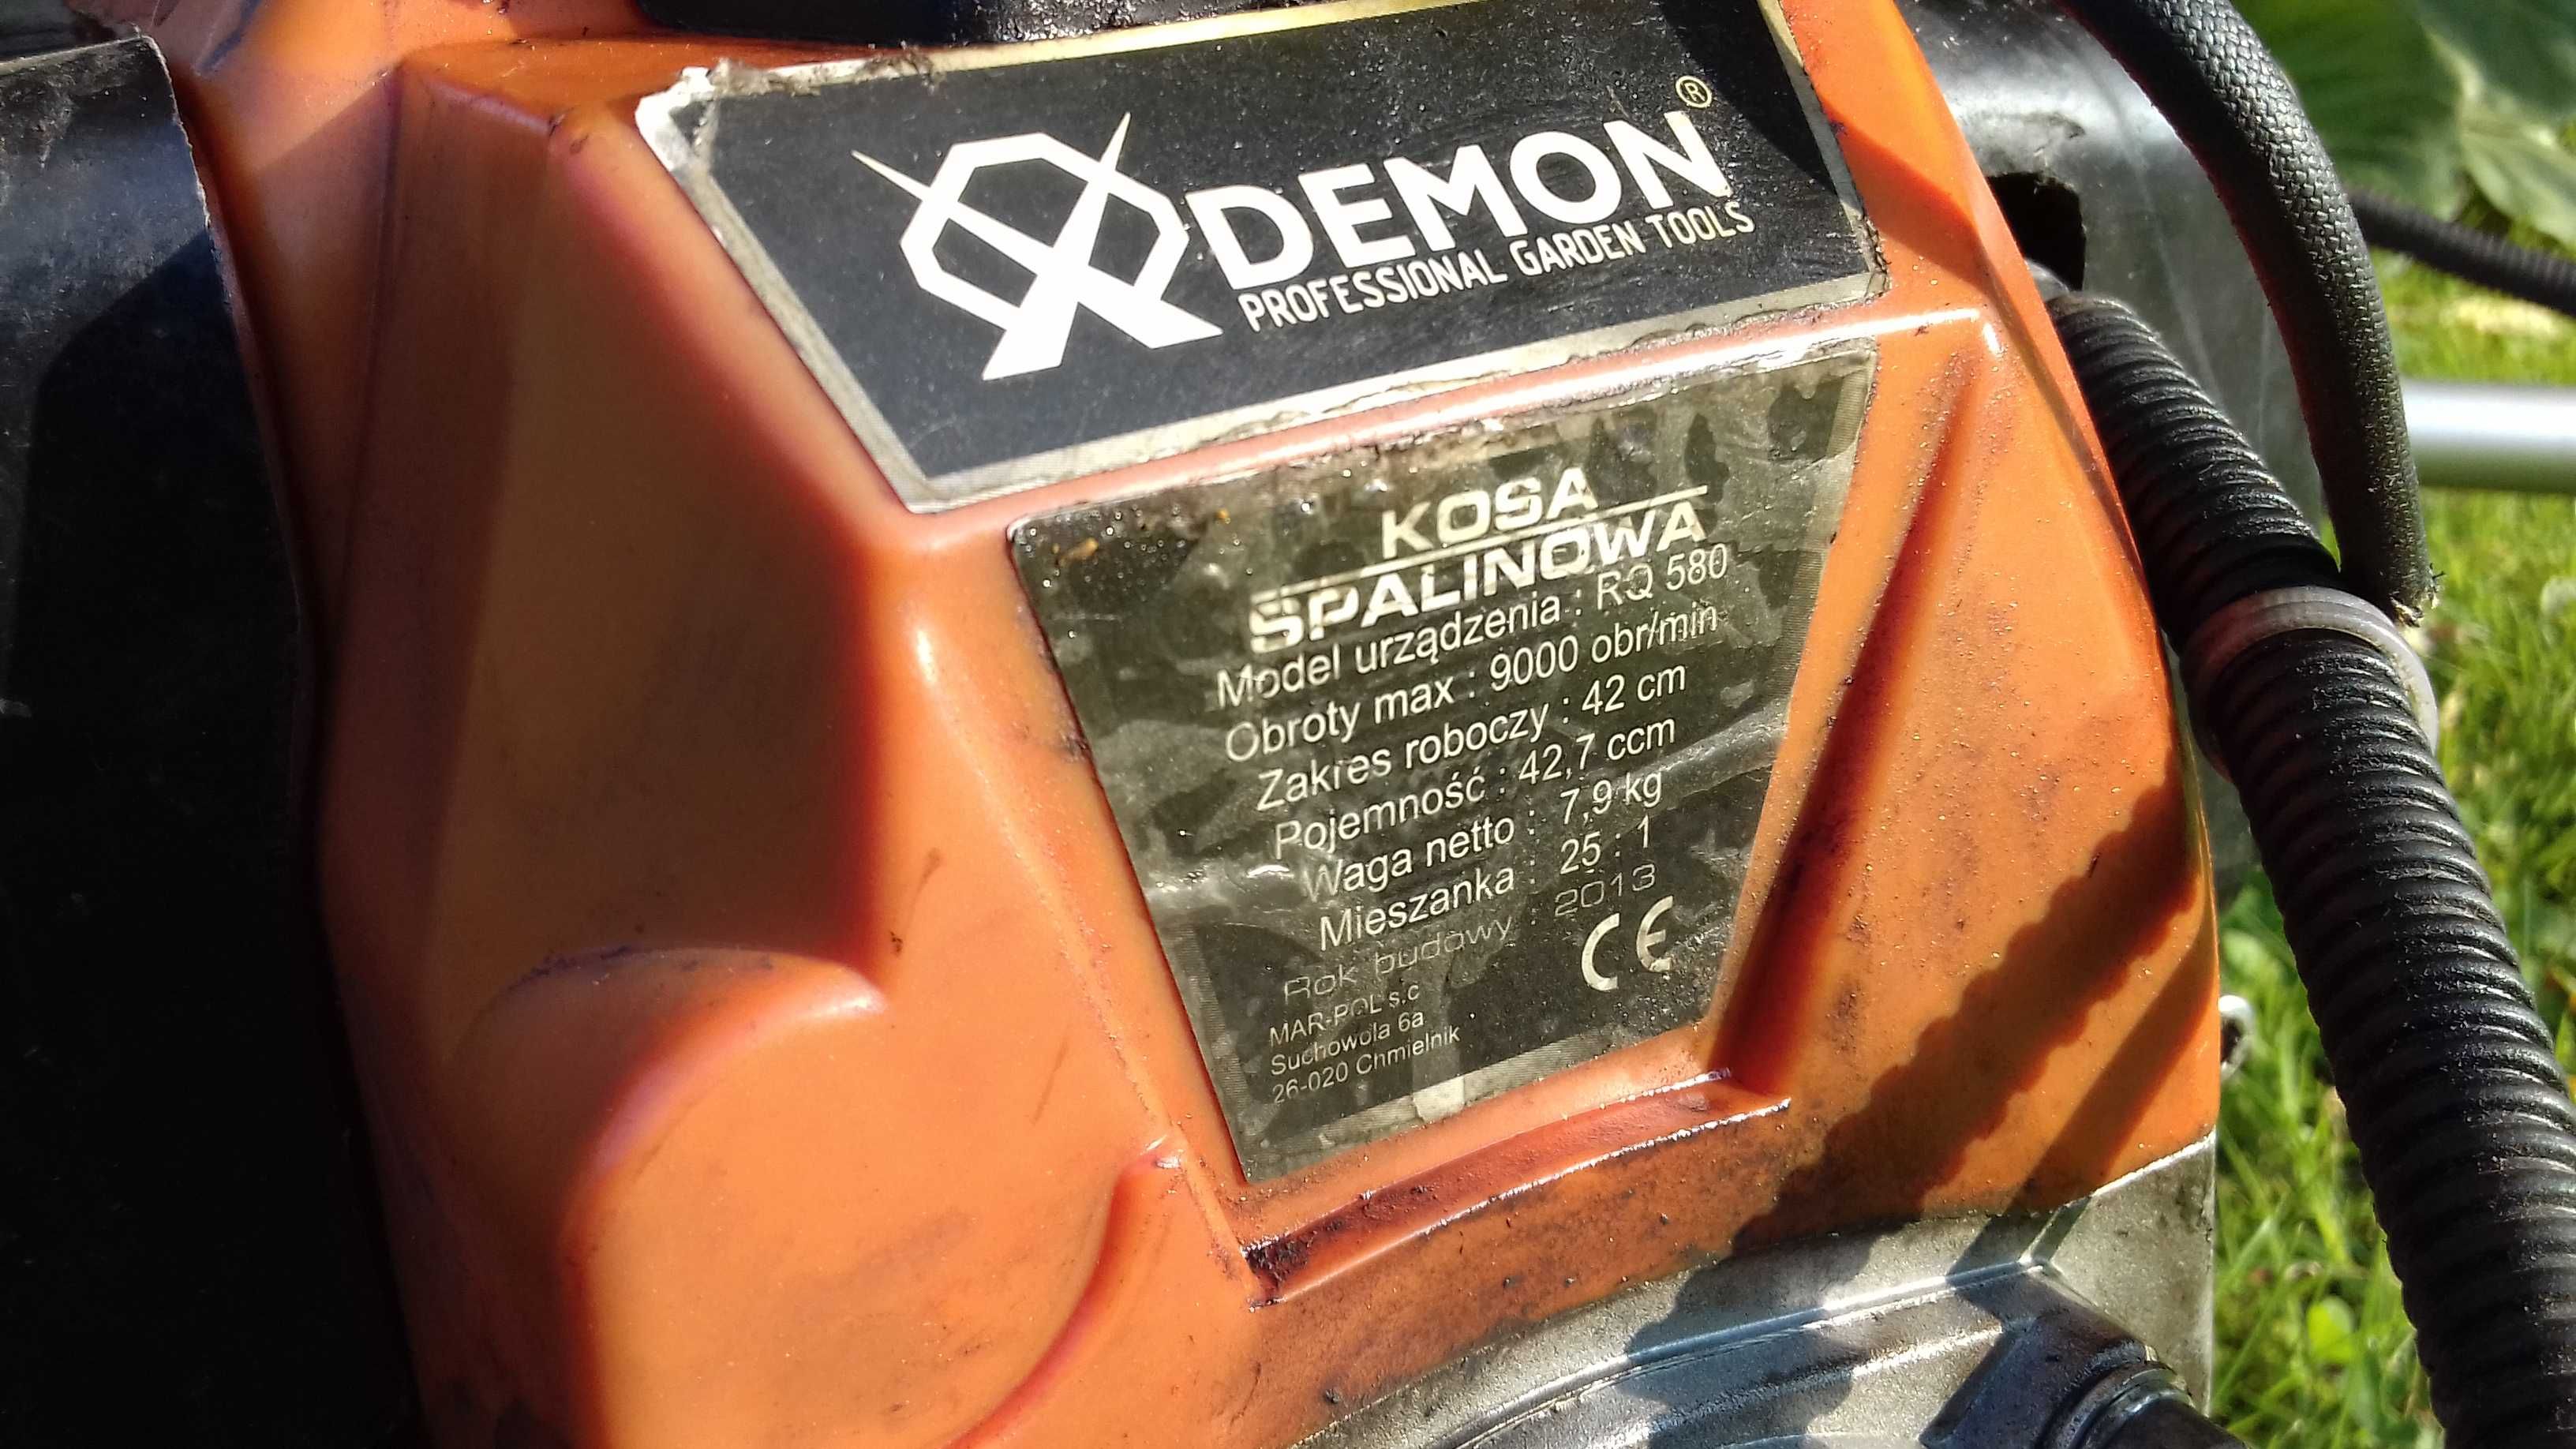 DEMON®
PROFESSIONAL GARDEN TOOLS
KOSA
SPALINOWA
Model urządzenia : RQ 580
Obroty max : 9000 obr/min
Zakres roboczy : 42 cm
Pojemność : 42,7 ccm
Waga netto : 7,9 kg
Mieszanka : 25 : 1
Rok budowy : 2013
CE
MAR-POL s.c
Suchowola 6a
26-020 Chmielnik